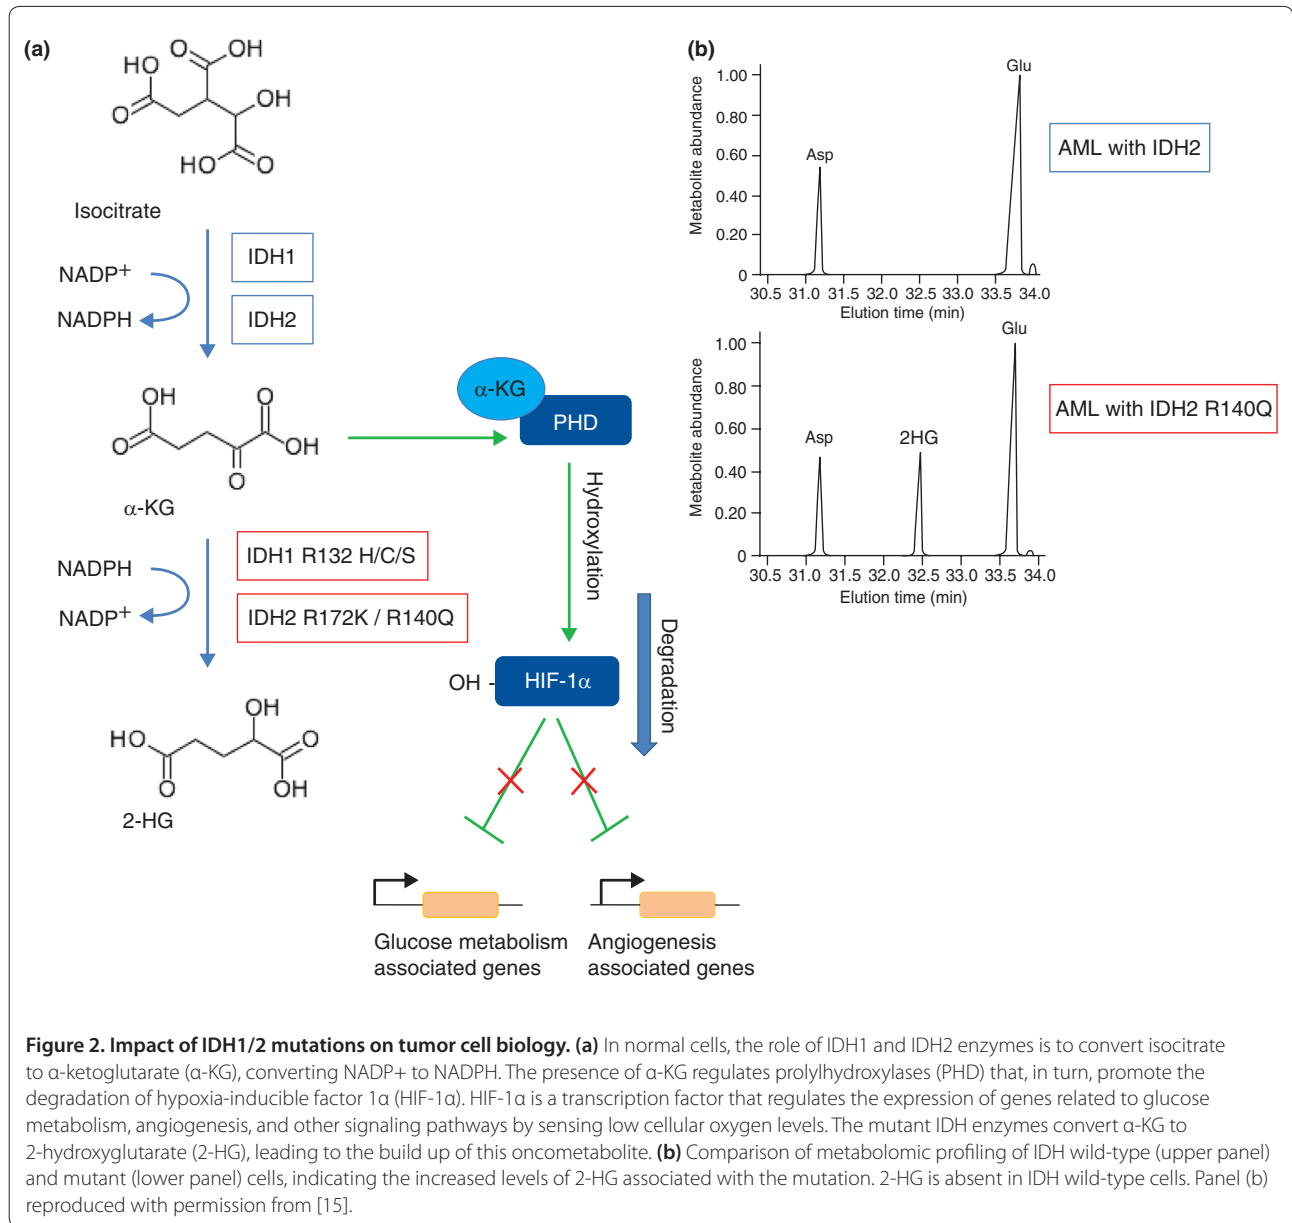 (a)
O
OH
HO
O
OH
HO
O
Isocitrate
NADP+
NADPH
IDH1
IDH2
OH
O
O
OH
O
α-KG
α-KG
PHD
Hydroxylation
NADPH
NADP+
IDH1 R132 H/C/S
IDH2 R172K / R140Q
OH
HO
O
O
OH
2-HG
OH -
HIF-1α
Degradation
Glucose metabolism
associated genes
Angiogenesis
associated genes
(b)
Metabolite abundance
1.00
0.80
0.60
0.40
0.20
0
Asp
Glu
30.5 31.0 31.5 32.0 32.5 33.0 33.5 34.0
Elution time (min)
AML with IDH2
Metabolite abundance
1.00
0.80
0.60
0.40
0.20
0
Asp
2HG
Glu
30.5 31.0 31.5 32.0 32.5 33.0 33.5 34.0
Elution time (min)
AML with IDH2 R140Q
Figure 2. Impact of IDH1/2 mutations on tumor cell biology. (a) In normal cells, the role of IDH1 and IDH2 enzymes is to convert isocitrate
to α-ketoglutarate (α-KG), converting NADP+ to NADPH. The presence of α-KG regulates prolylhydroxylases (PHD) that, in turn, promote the
degradation of hypoxia-inducible factor 1α (HIF-1α). HIF-1α is a transcription factor that regulates the expression of genes related to glucose
metabolism, angiogenesis, and other signaling pathways by sensing low cellular oxygen levels. The mutant IDH enzymes convert α-KG to
2-hydroxyglutarate (2-HG), leading to the build up of this oncometabolite. (b) Comparison of metabolomic profiling of IDH wild-type (upper panel)
and mutant (lower panel) cells, indicating the increased levels of 2-HG associated with the mutation. 2-HG is absent in IDH wild-type cells. Panel (b)
reproduced with permission from [15].